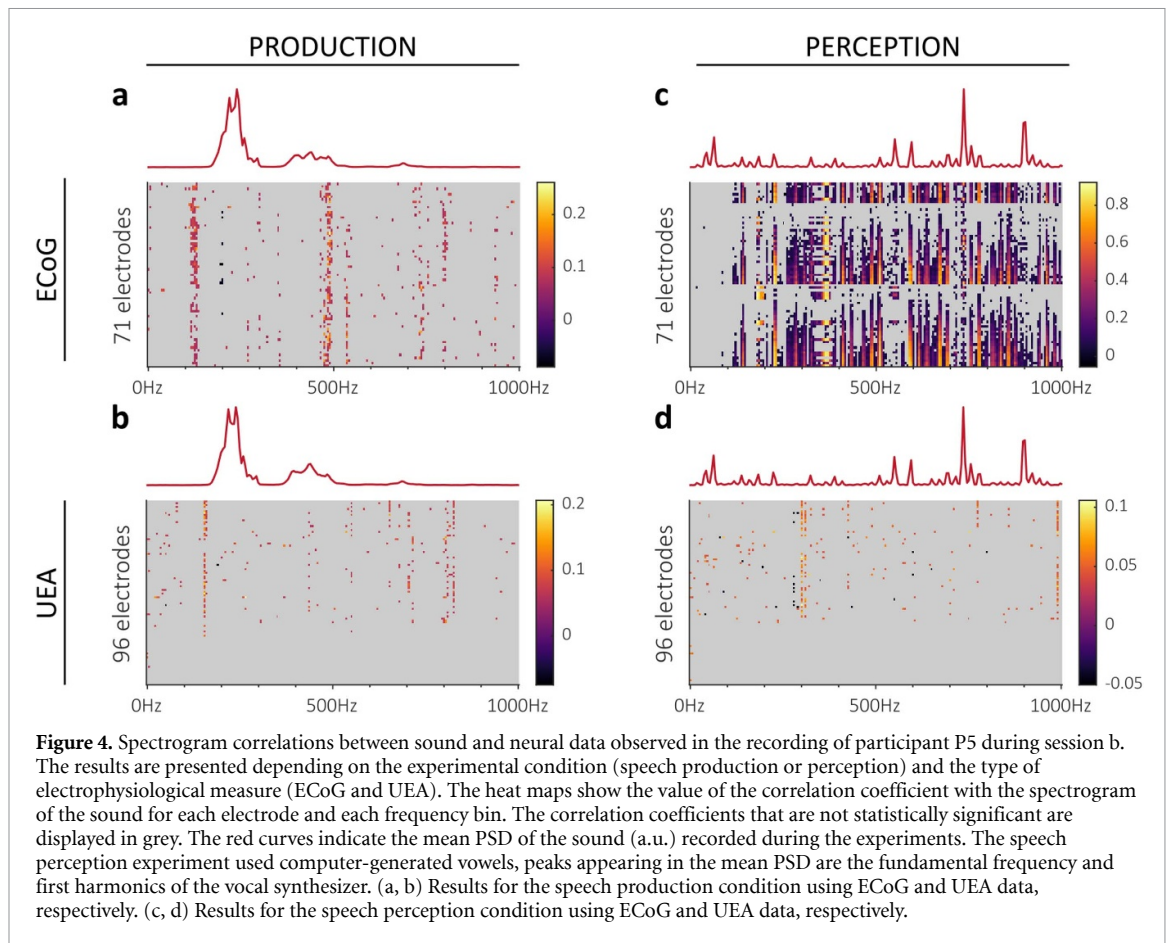 PRODUCTION
PERCEPTION
a
c
ECoG
71 electrodes
0.2
0.1
0
0Hz
500Hz
1000Hz
71 electrodes
0.8
0.6
0.4
0.2
0
0Hz
500Hz
1000Hz
b
d
UEA
96 electrodes
0.2
0.1
0
0Hz
500Hz
1000Hz
96 electrodes
0.1
0.05
0
-0.05
0Hz
500Hz
1000Hz
Figure 4. Spectrogram correlations between sound and neural data observed in the recording of participant P5 during session b.
The results are presented depending on the experimental condition (speech production or perception) and the type of
electrophysiological measure (ECoG and UEA). The heat maps show the value of the correlation coefficient with the spectrogram
of the sound for each electrode and each frequency bin. The correlation coefficients that are not statistically significant are
displayed in grey. The red curves indicate the mean PSD of the sound (a.u.) recorded during the experiments. The speech
perception experiment used computer-generated vowels, peaks appearing in the mean PSD are the fundamental frequency and
first harmonics of the vocal synthesizer. (a, b) Results for the speech production condition using ECoG and UEA data,
respectively. (c, d) Results for the speech perception condition using ECoG and UEA data, respectively.